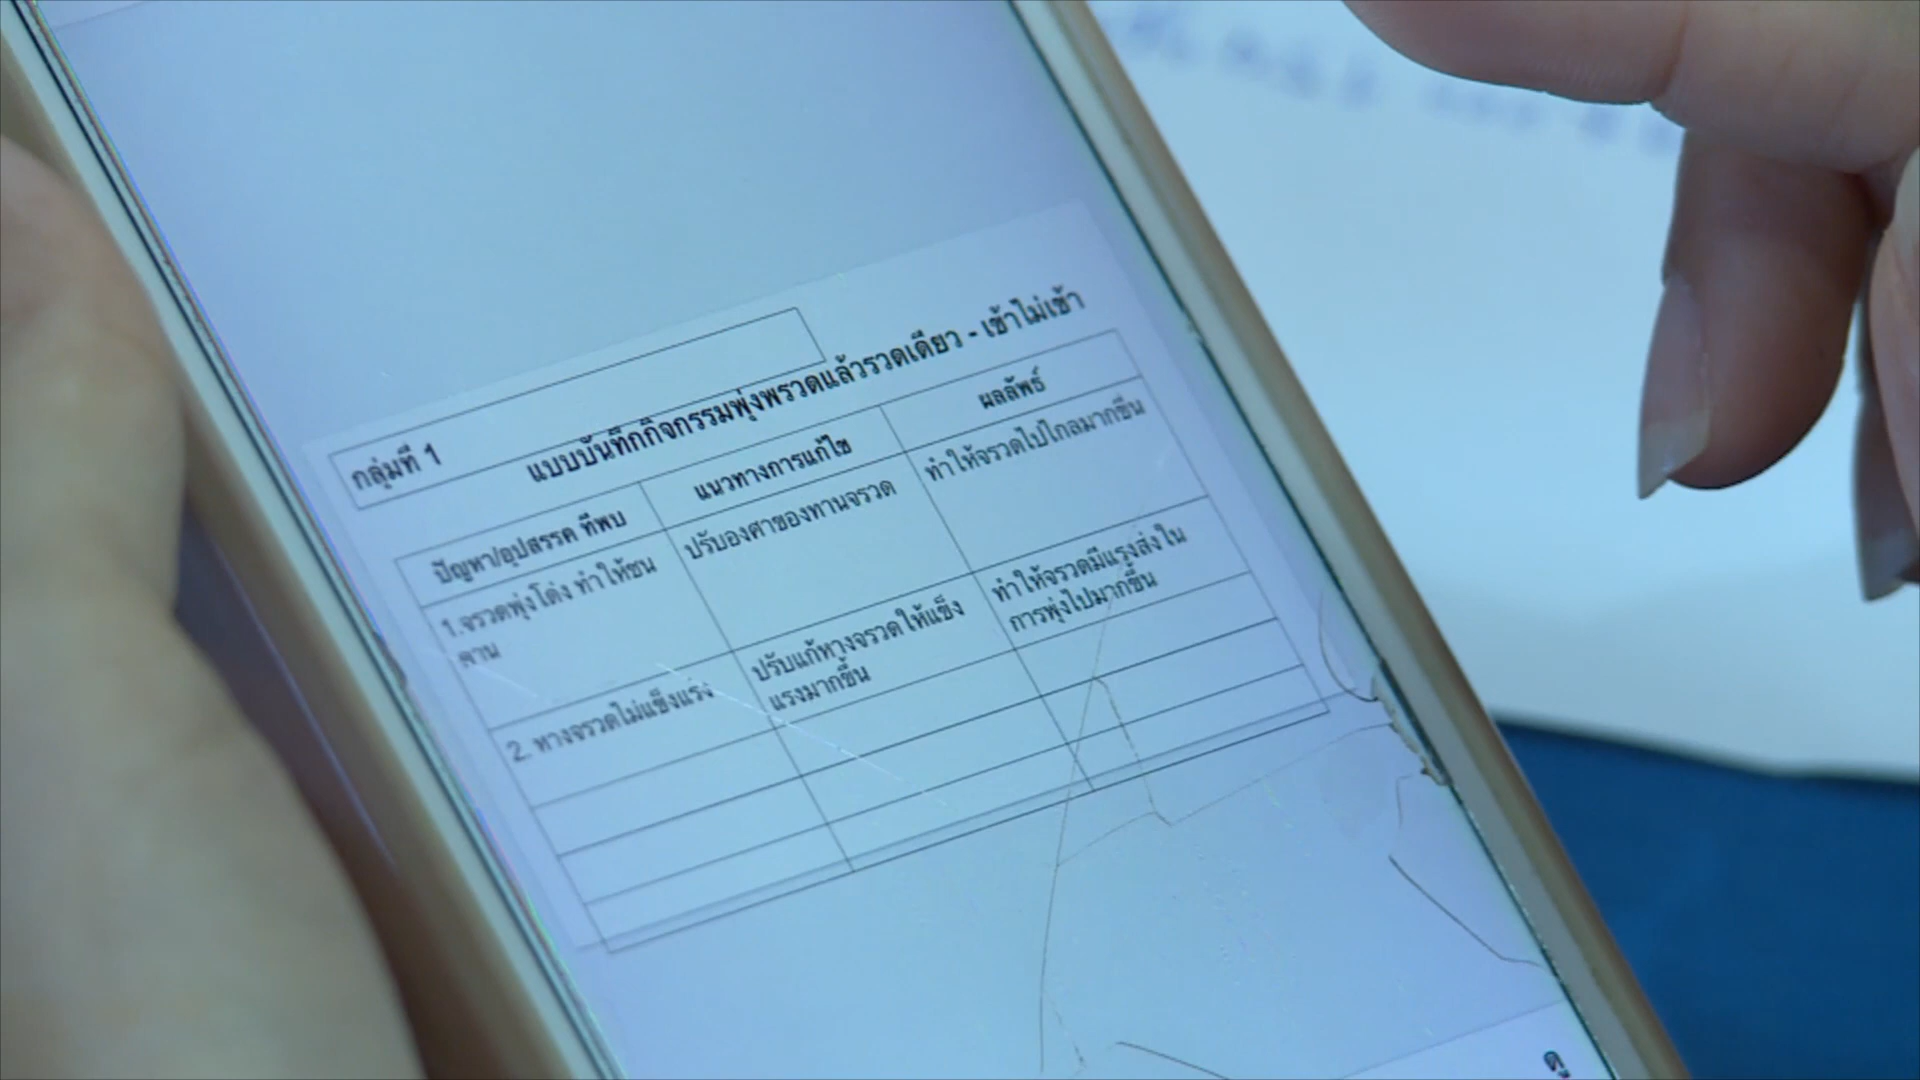 กลุ่มที่ 1
แบบบันทึกกิจกรรมพุ่งพรวดแล้วรวดเดียว - เข้าไม่เข้า
ปัญหา/อุปสรรค ที่พบ
แนวทางการแก้ไข
ผลลัพธ์
1.จรวดพุ่งโด่ง ทำให้ชน
คาน
ปรับองศาของฐานจรวด
ทำให้จรวดไปไกลมากขึ้น
2. หางจรวดไม่แข็งแรง
ปรับแก้หางจรวดให้แข็ง
แรงมากขึ้น
ทำให้จรวดมีแรงส่งใน
การพุ่งไปมากขึ้น
ดู